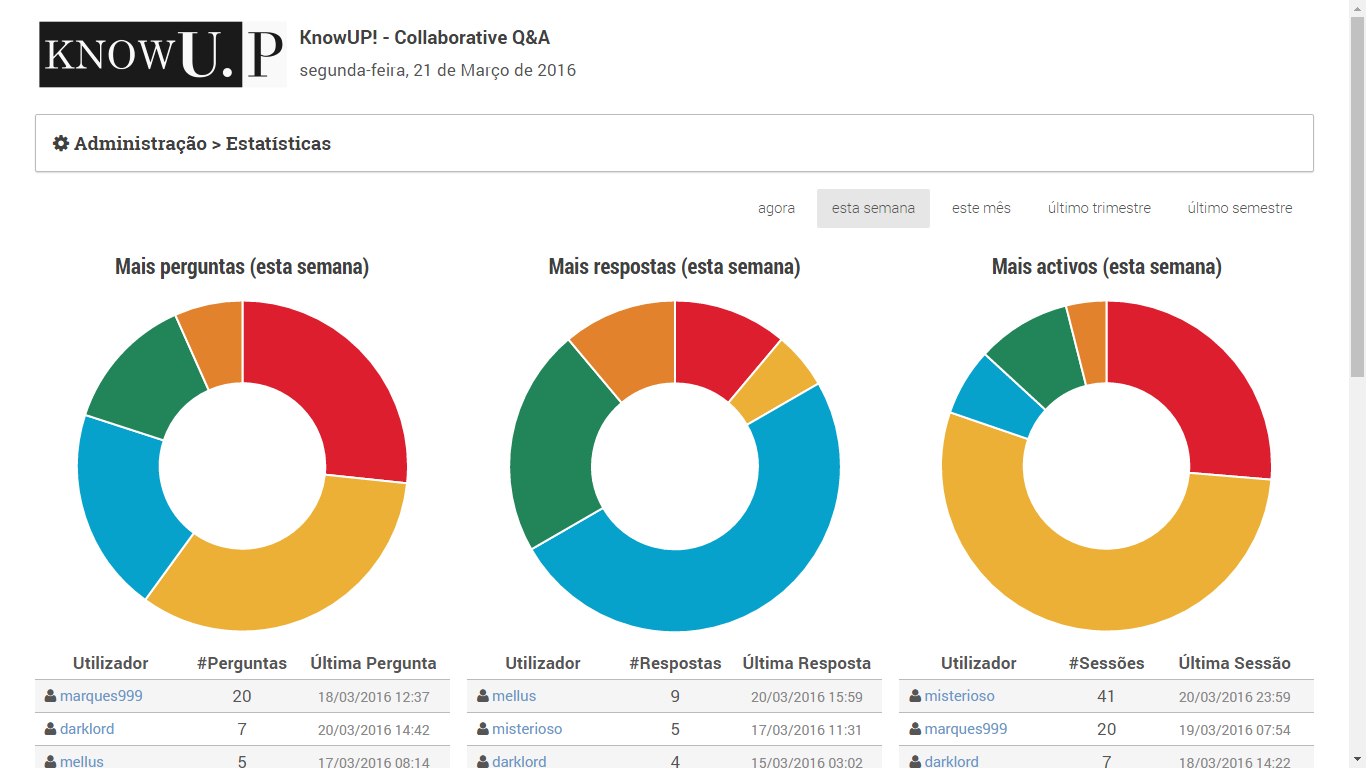 KNOWU.P
KnowUP! - Collaborative Q&A
segunda-feira, 21 de Março de 2016
Administração > Estatísticas
agora esta semana este mês último trimestre último semestre
Mais perguntas (esta semana) Mais respostas (esta semana) Mais activos (esta semana)
Utilizador #Perguntas Última Pergunta Utilizador #Respostas Última Resposta Utilizador #Sessões Última Sessão
marques999 20 18/03/2016 12:37 mellus 9 20/03/2016 15:59 misterioso 41 20/03/2016 23:59
darklord 7 20/03/2016 14:42 misterioso 5 17/03/2016 11:31 marques999 20 19/03/2016 07:54
mellus 5 17/03/2016 08:14 darklord 4 15/03/2016 03:02 darklord 7 18/03/2016 14:22